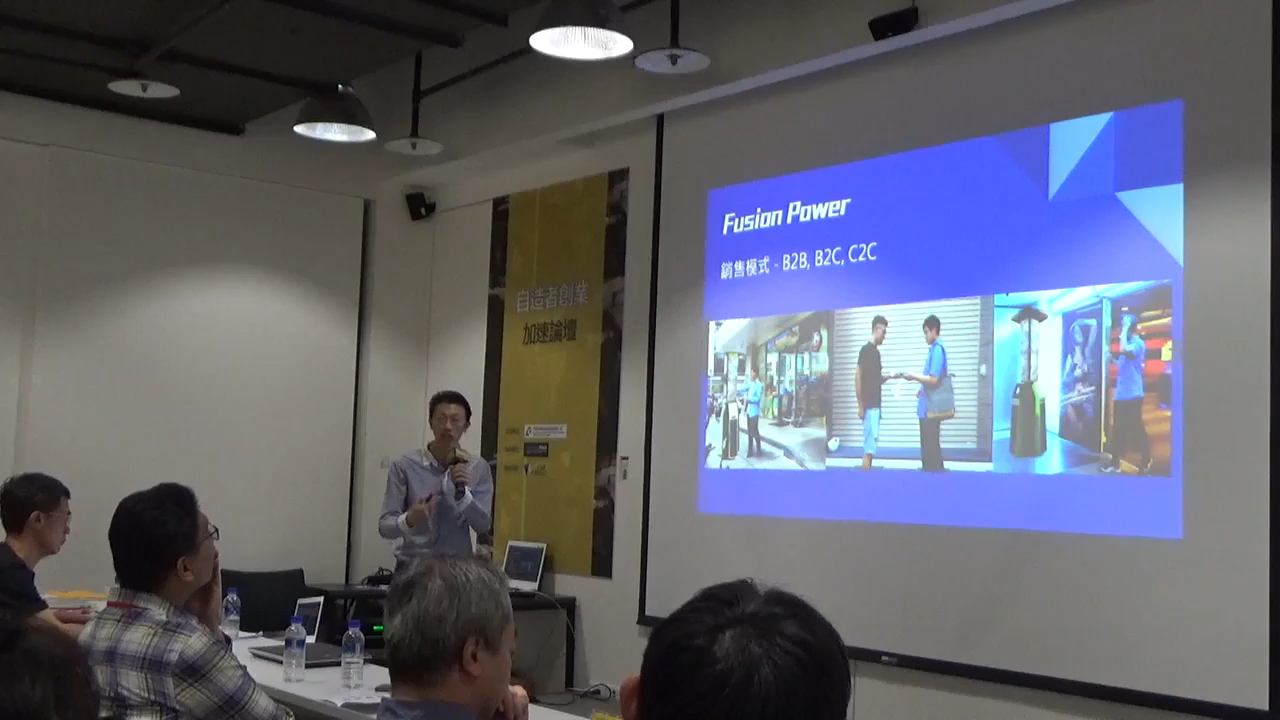 Fusion Power
銷售模式 - B2B, B2C, C2C
自造者創業
加速論壇